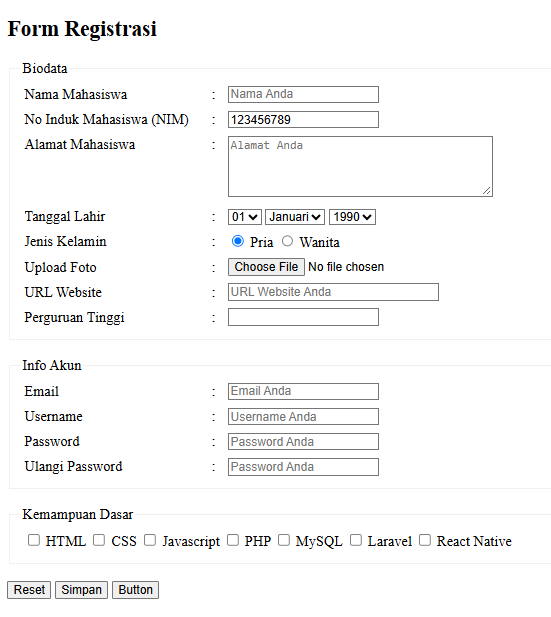 Form Registrasi
Biodata
Nama Mahasiswa : Nama Anda
No Induk Mahasiswa (NIM) : 123456789
Alamat Mahasiswa : Alamat Anda
Tanggal Lahir : 01 Januari 1990
Jenis Kelamin : Pria Wanita
Upload Foto : Choose File No file chosen
URL Website : URL Website Anda
Perguruan Tinggi :
Info Akun
Email : Email Anda
Username : Username Anda
Password : Password Anda
Ulangi Password : Password Anda
Kemampuan Dasar
HTML CSS Javascript PHP MySQL Laravel React Native
Reset Simpan Button